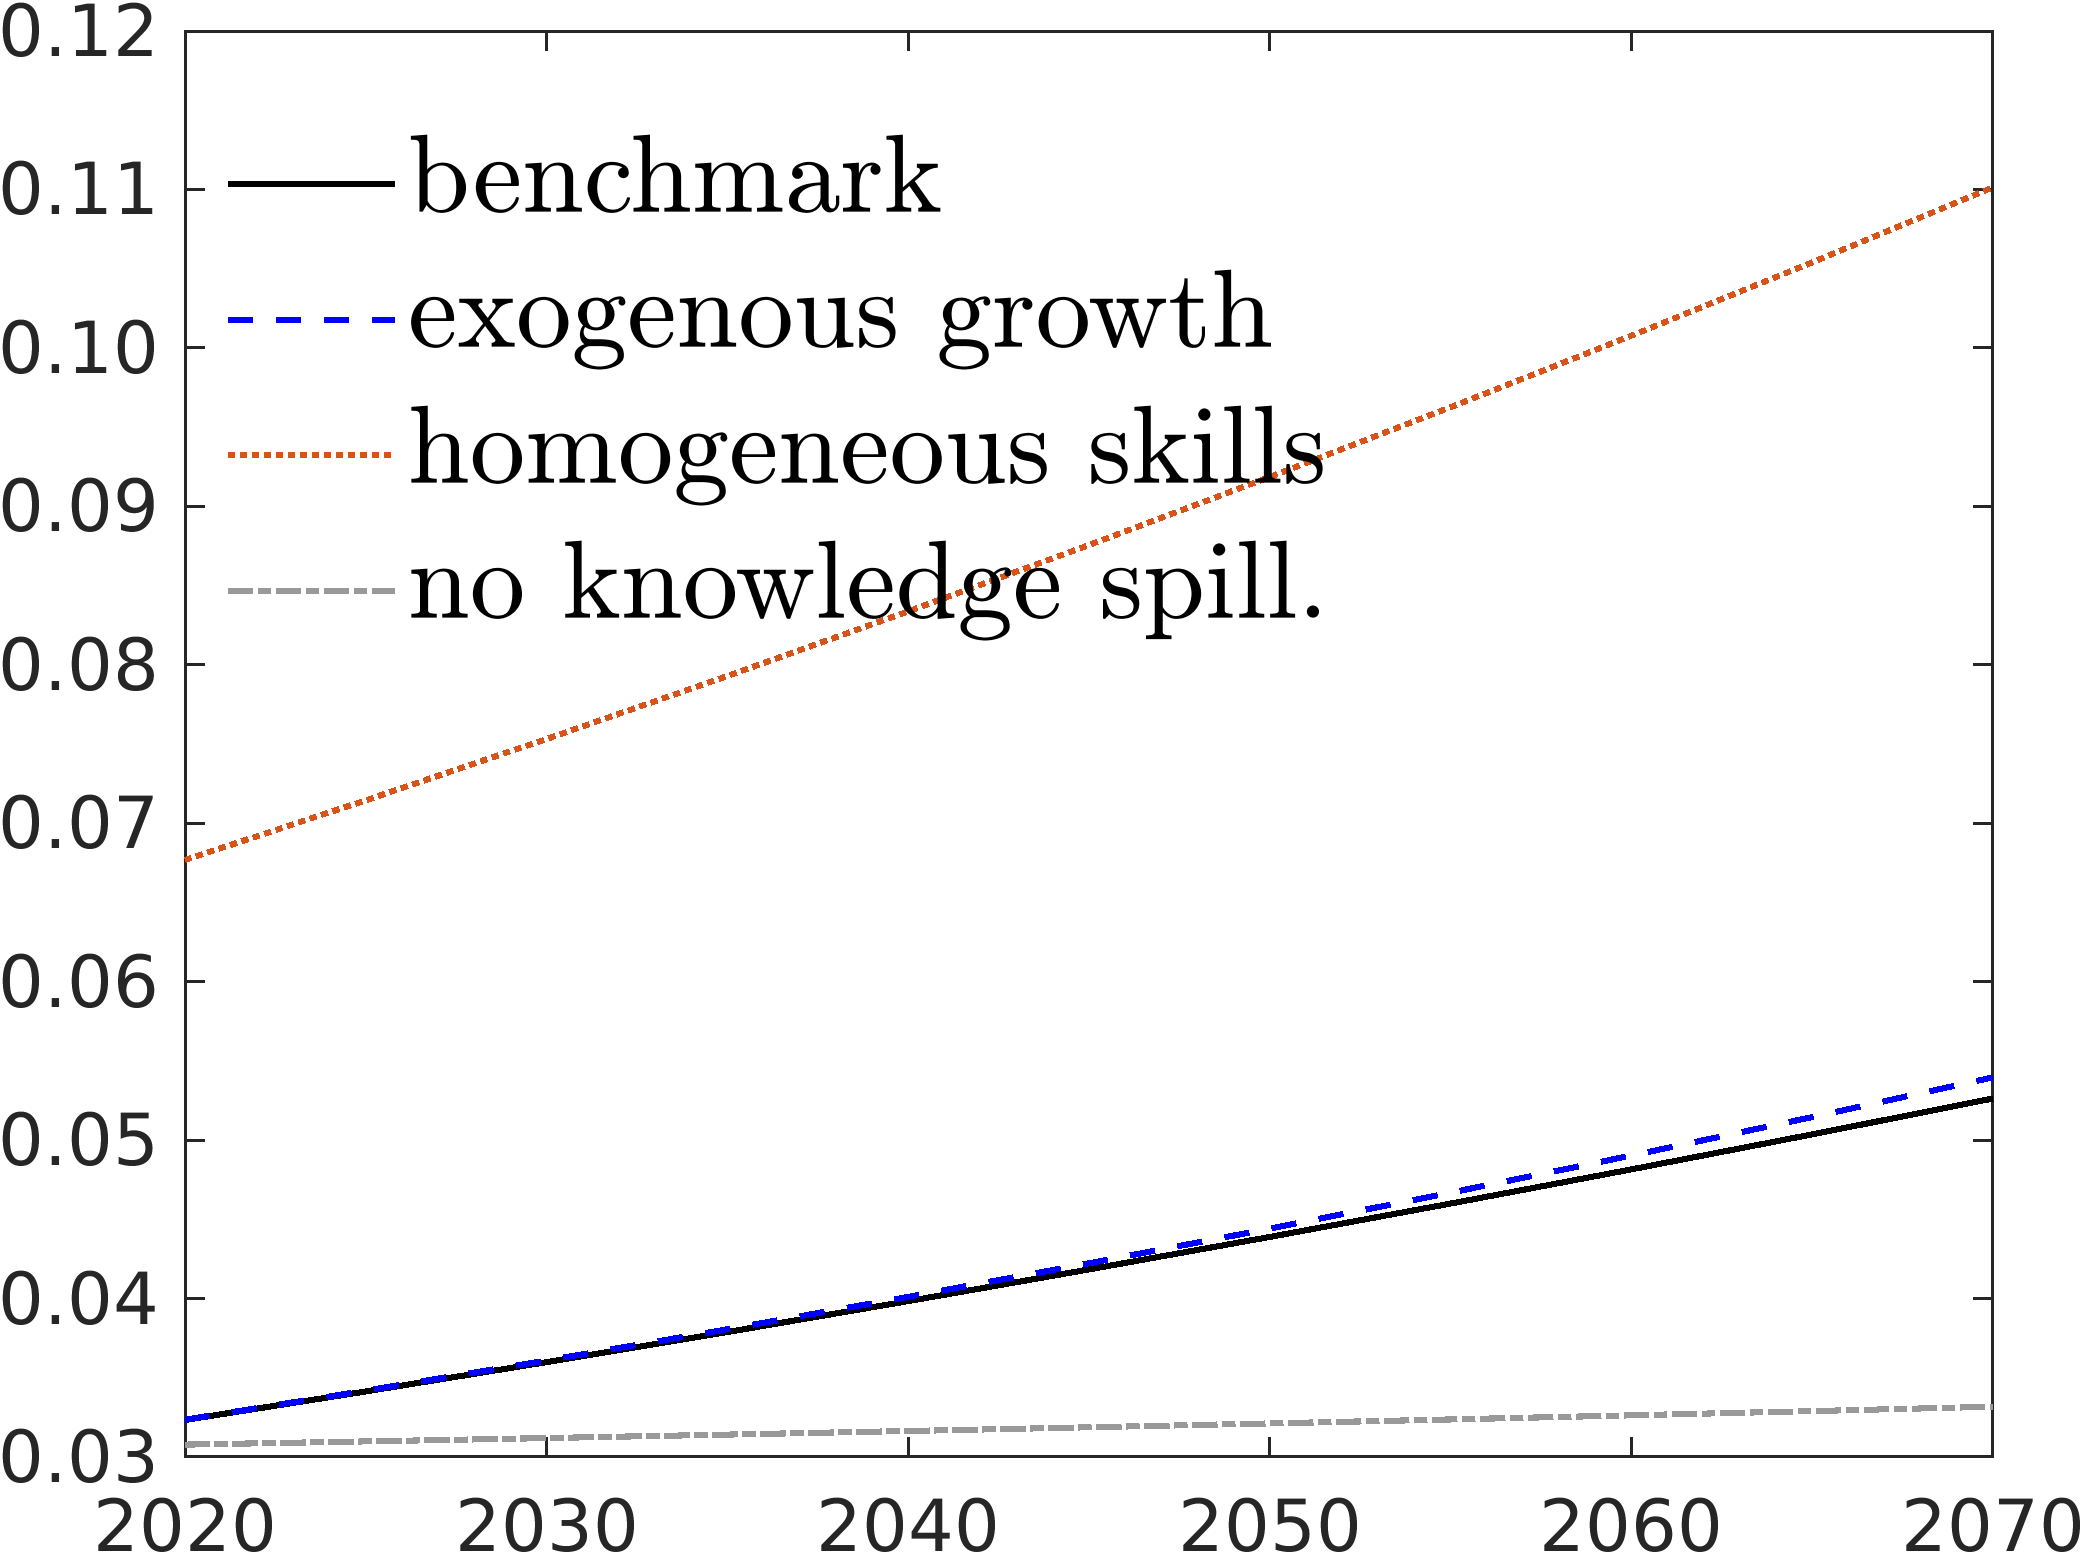 0.12
0.11
0.10
0.09
0.08
0.07
0.06
0.05
0.04
0.03
benchmark
exogenous growth
homogeneous skills
no knowledge spill.
2020 2030 2040 2050 2060 2070